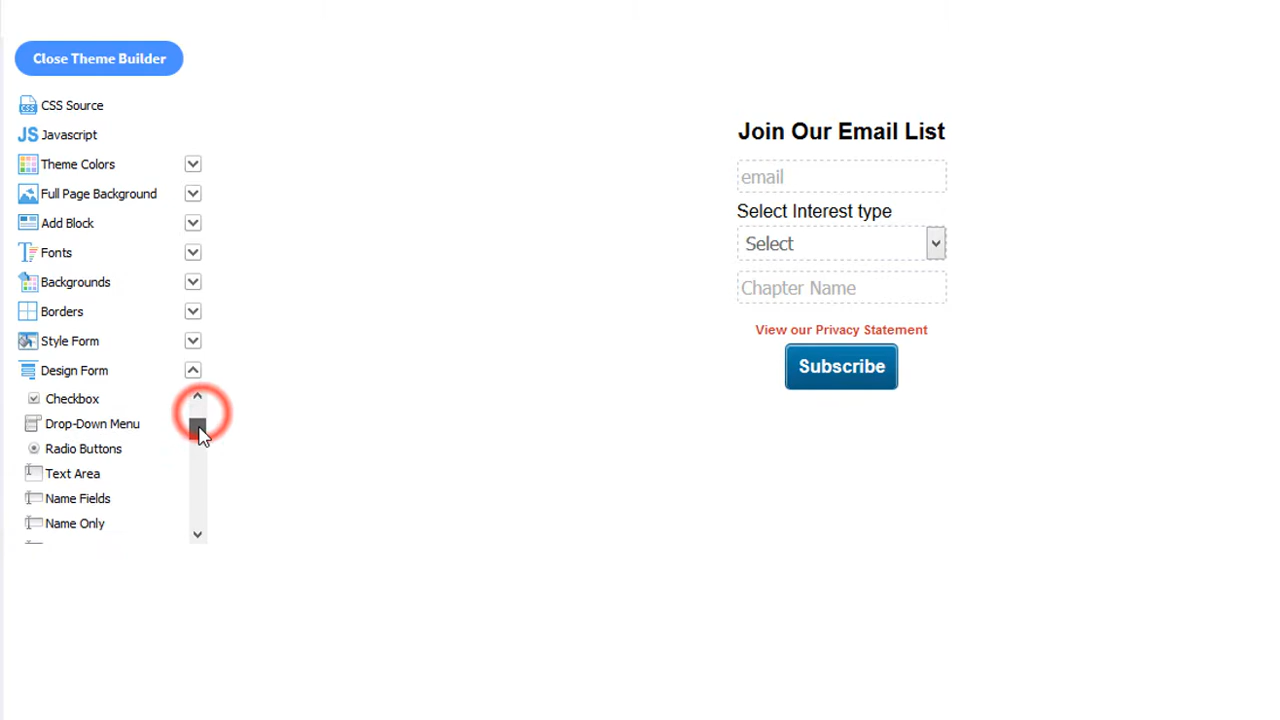 Close Theme Builder
CSS Source
JS Javascript
Theme Colors
Full Page Background
Add Block
Fonts
Backgrounds
Borders
Style Form
Design Form
Checkbox
Drop-Down Menu
Radio Buttons
Text Area
Name Fields
Name Only
Join Our Email List
email
Select Interest type
Select
Chapter Name
View our Privacy Statement
Subscribe